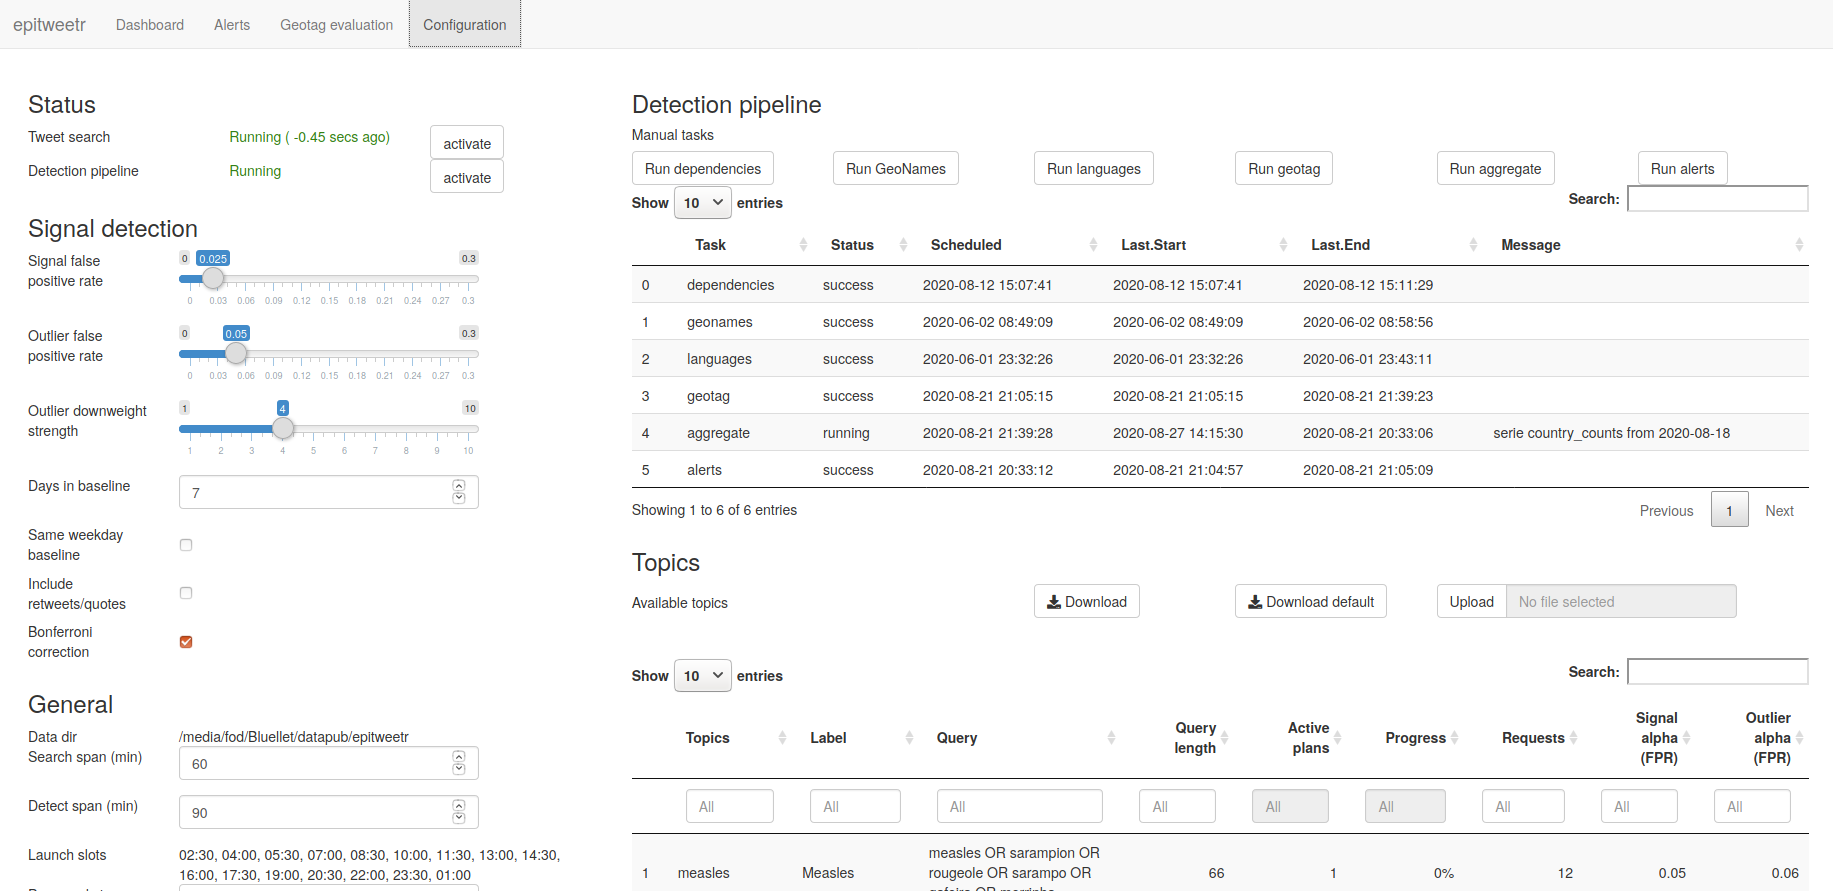 epitweetr Dashboard Alerts Geotag evaluation Configuration
Status
Tweet search Running ( -0.45 secs ago) activate
Detection pipeline Running activate
Signal detection
Signal false
positive rate
0 0.025 0.3
0 0.03 0.06 0.09 0.12 0.15 0.18 0.21 0.24 0.27 0.3
Outlier false
positive rate
0 0.05 0.3
0 0.03 0.06 0.09 0.12 0.15 0.18 0.21 0.24 0.27 0.3
Outlier downweight
strength
1 4 10
1 2 3 4 5 6 7 8 9 10
Days in baseline 7
Same weekday
baseline
Include
retweets/quotes
Bonferroni
correction
General
Data dir /media/fod/Bluellet/datapub/epitweetr
Search span (min) 60
Detect span (min) 90
Launch slots 02:30, 04:00, 05:30, 07:00, 08:30, 10:00, 11:30, 13:00, 14:30,
16:00, 17:30, 19:00, 20:30, 22:00, 23:30, 01:00
Detection pipeline
Manual tasks
Run dependencies Run GeoNames Run languages Run geotag Run aggregate Run alerts
Show 10 entries Search:
Task Status Scheduled Last.Start Last.End Message
0 dependencies success 2020-08-12 15:07:41 2020-08-12 15:07:41 2020-08-12 15:11:29
1 geonames success 2020-06-02 08:49:09 2020-06-02 08:49:09 2020-06-02 08:58:56
2 languages success 2020-06-01 23:32:26 2020-06-01 23:32:26 2020-06-01 23:43:11
3 geotag success 2020-08-21 21:05:15 2020-08-21 21:05:15 2020-08-21 21:39:23
4 aggregate running 2020-08-21 21:39:28 2020-08-27 14:15:30 2020-08-21 20:33:06 serie country_counts from 2020-08-18
5 alerts success 2020-08-21 20:33:12 2020-08-21 21:04:57 2020-08-21 21:05:09
Showing 1 to 6 of 6 entries Previous 1 Next
Topics
Available topics Download Download default Upload No file selected
Show 10 entries Search:
Topics Label Query Query length Active plans Progress Requests Signal alpha (FPR) Outlier alpha (FPR)
All All All All All All All All All
measles OR sarampion OR
1 measles Measles rougeole OR sarampo OR 66 1 0% 12 0.05 0.06